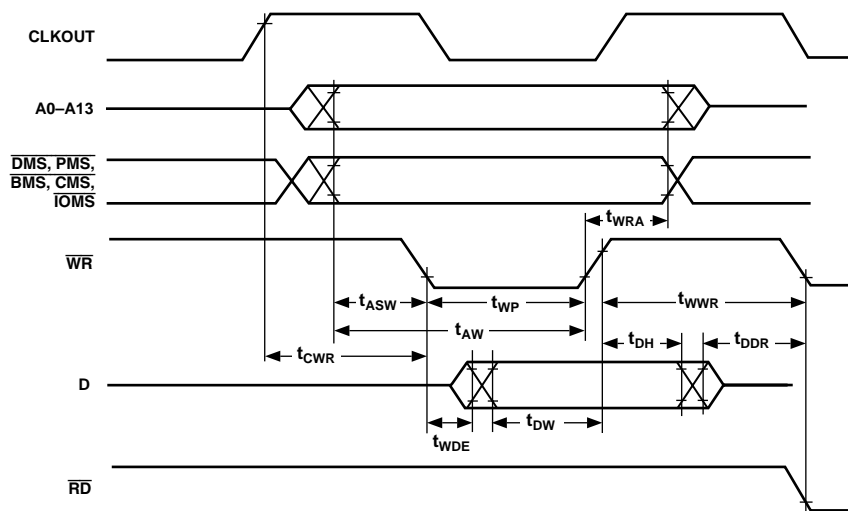 CLKOUT
A0–A13
DMS, PMS,
BMS, CMS,
IOMS
tWRA
WR
tASW
tWP
tWWR
tAW
tCWR
tDH
tDDR
D
tWDE
tDW
RD